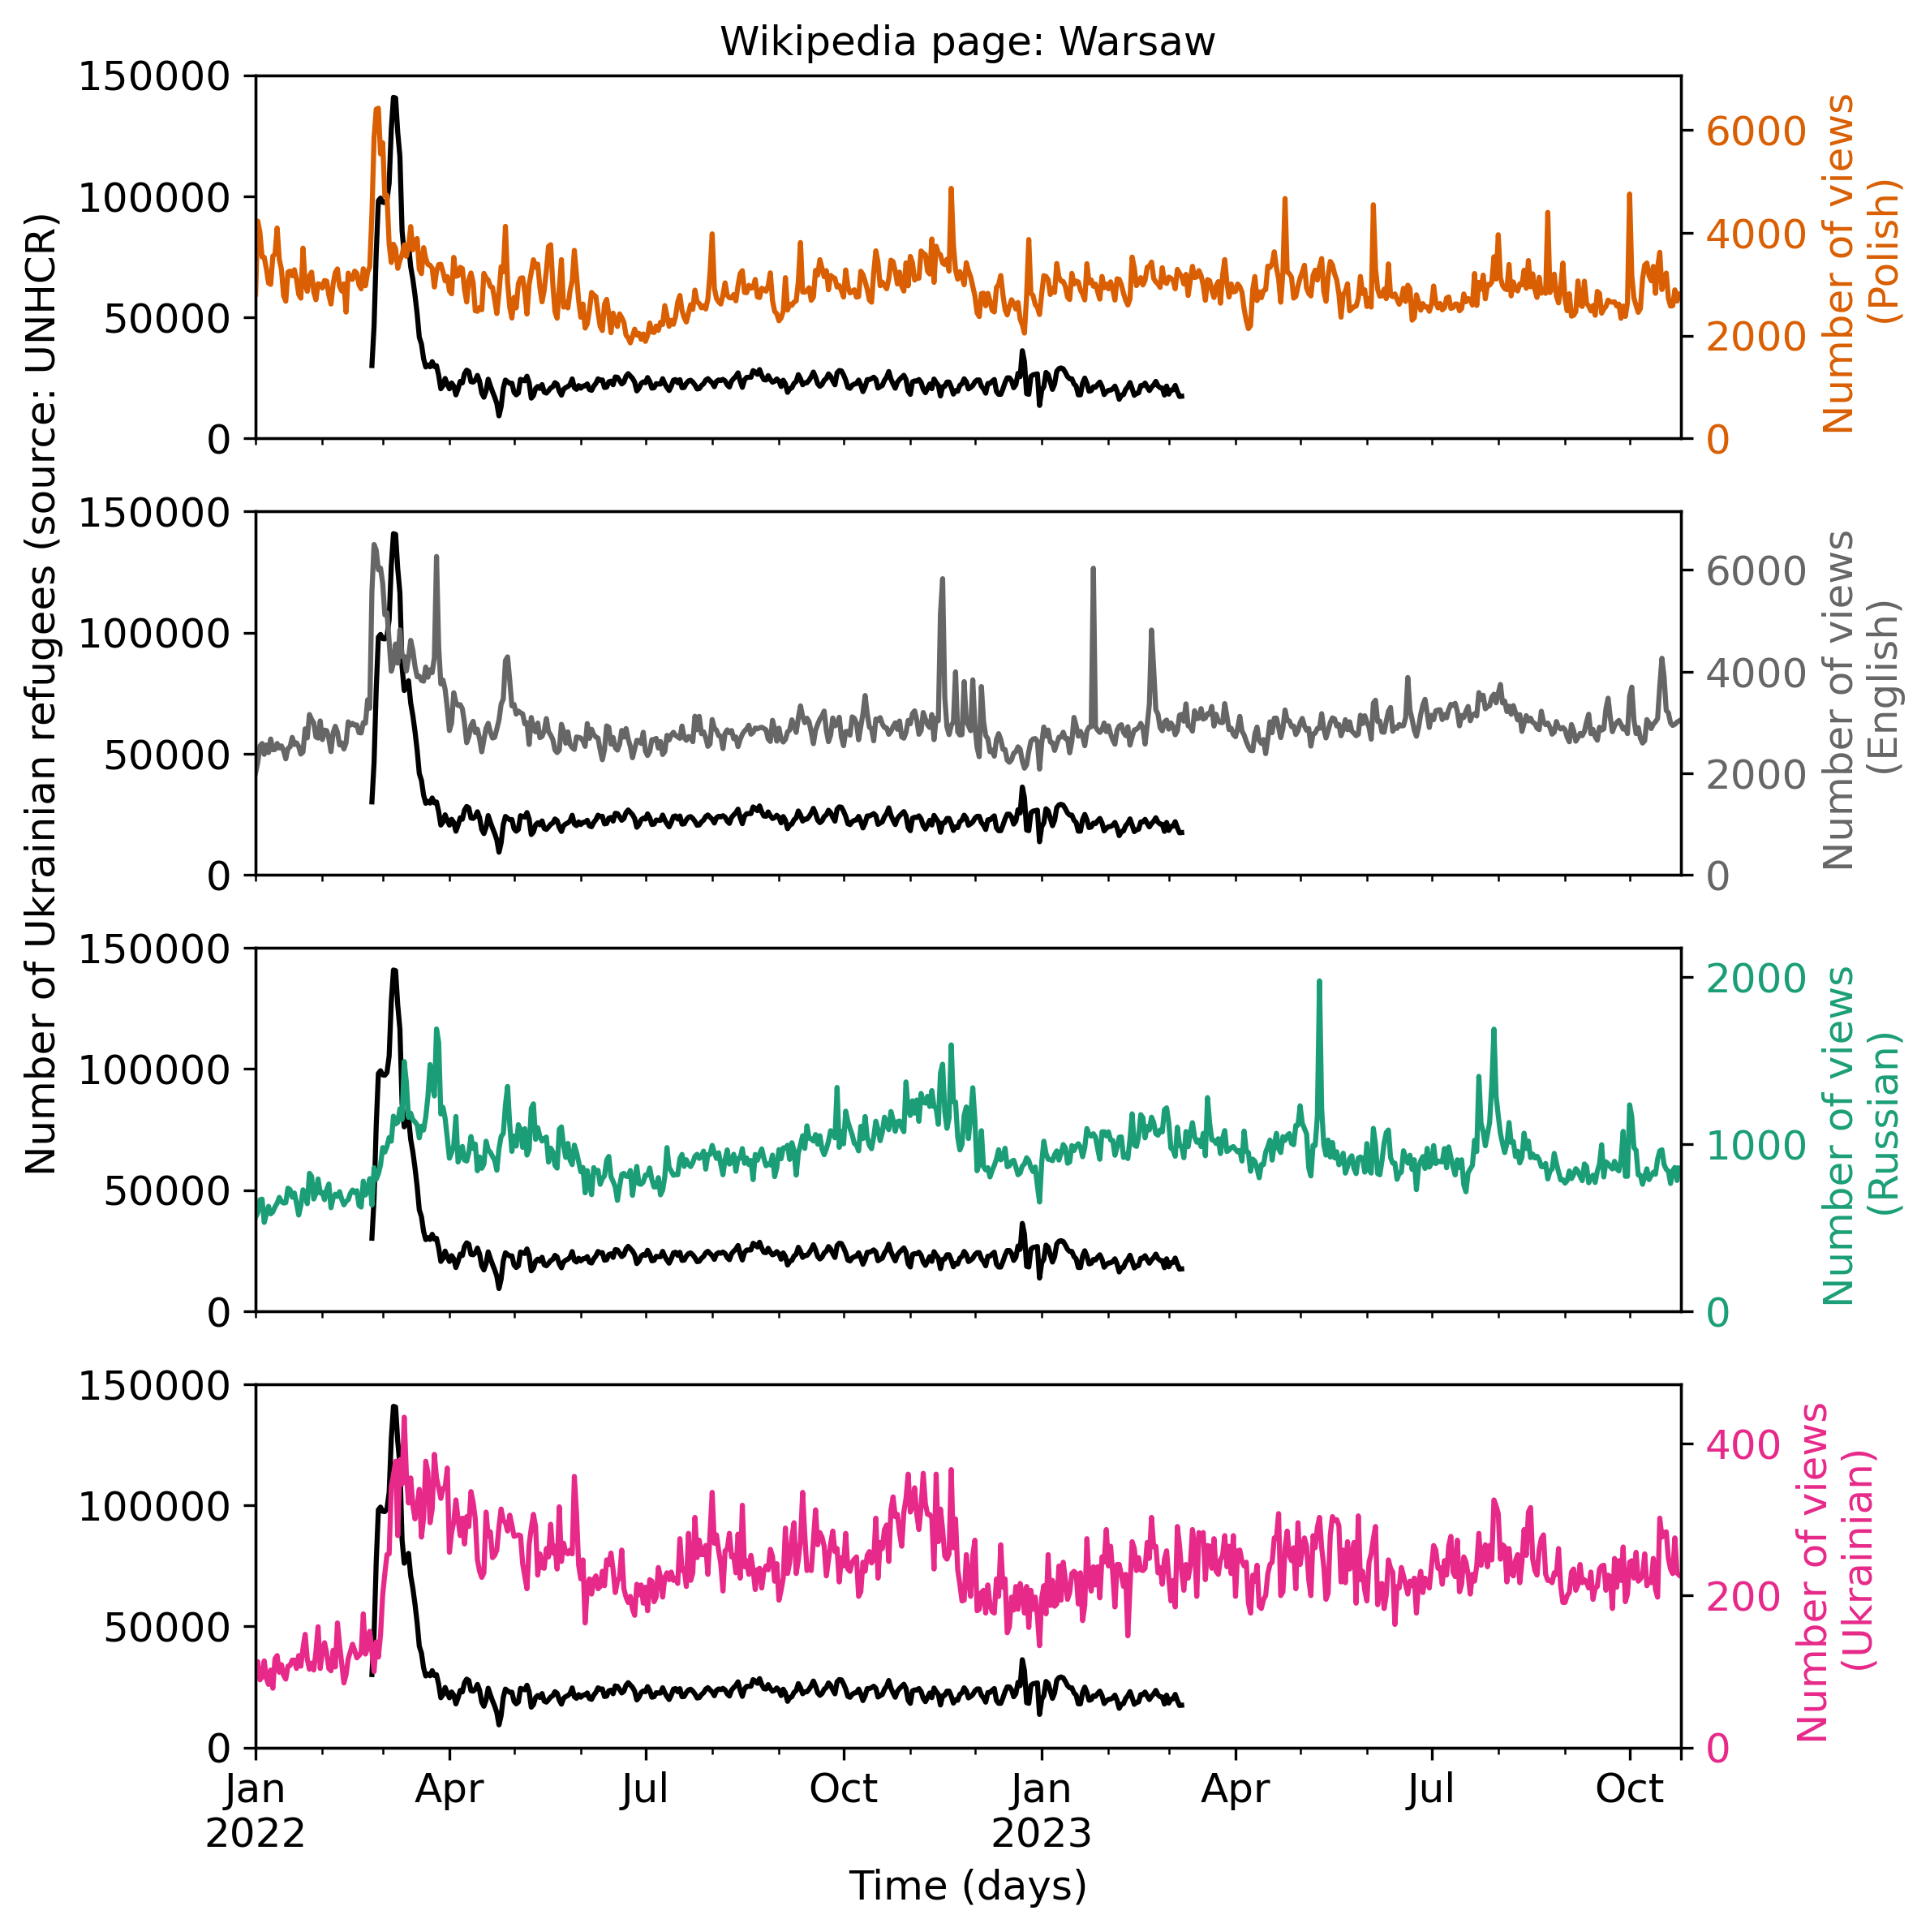 Wikipedia page: Warsaw
Number of Ukrainian refugees (source: UNHCR)
150000
100000
50000
0
6000
4000
2000
0
Number of views
(Polish)
150000
100000
50000
0
6000
4000
2000
0
Number of views
(English)
150000
100000
50000
0
2000
1000
0
Number of views
(Russian)
150000
100000
50000
0
400
200
0
Number of views
(Ukrainian)
Jan Apr Jul Oct Jan Apr Jul Oct
2022 2023
Time (days)